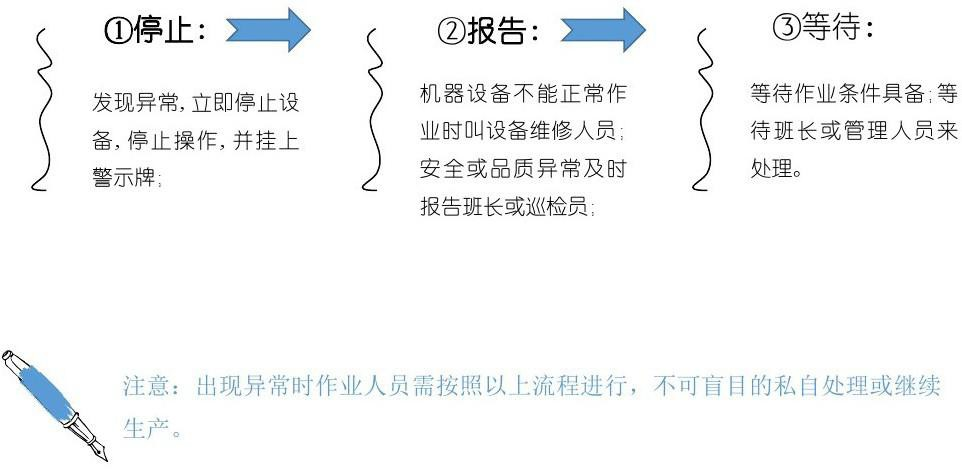 ①停止：
发现异常，立即停止设
备，停止操作，并挂上
警示牌；
②报告：
机器设备不能正常作
业时叫设备维修人员；
安全或品质异常及时
报告班长或巡检员；
③等待：
等待作业条件具备；等
待班长或管理人员来
处理。
注意：出现异常时作业人员需按照以上流程进行，不可盲目的私自处理或继续
生产。